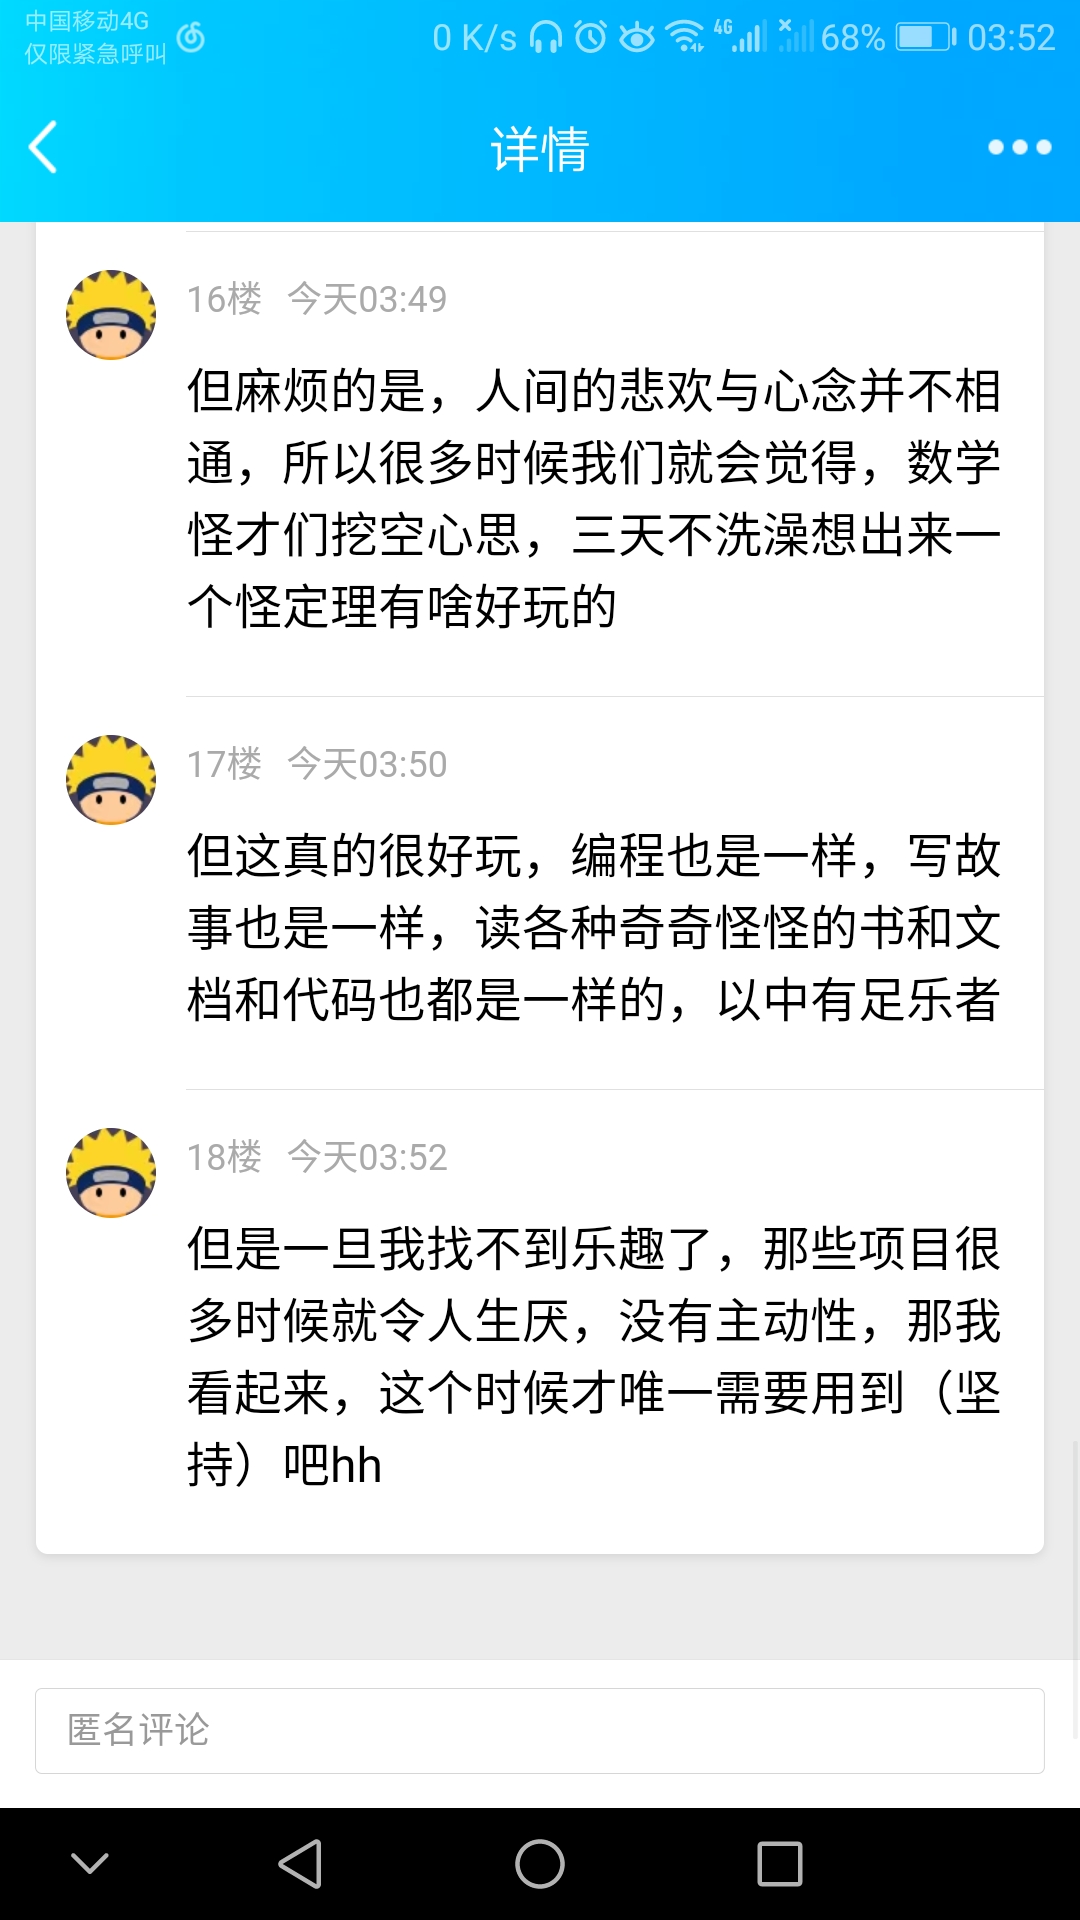 中国移动4G
仅限紧急呼叫
0 K/s 4G 68% 03:52
详情
16楼 今天03:49
但麻烦的是，人间的悲欢与心念并不相
通，所以很多时候我们就会觉得，数学
怪才们挖空心思，三天不洗澡想出来一
个怪定理有啥好玩的
17楼 今天03:50
但这真的很好玩，编程也是一样，写故
事也是一样，读各种奇奇怪怪的书和文
档和代码也都是一样的，以中有足乐者
18楼 今天03:52
但是一旦我找不到乐趣了，那些项目很
多时候就令人生厌，没有主动性，那我
看起来，这个时候才唯一需要用到（坚
持）吧hh
匿名评论